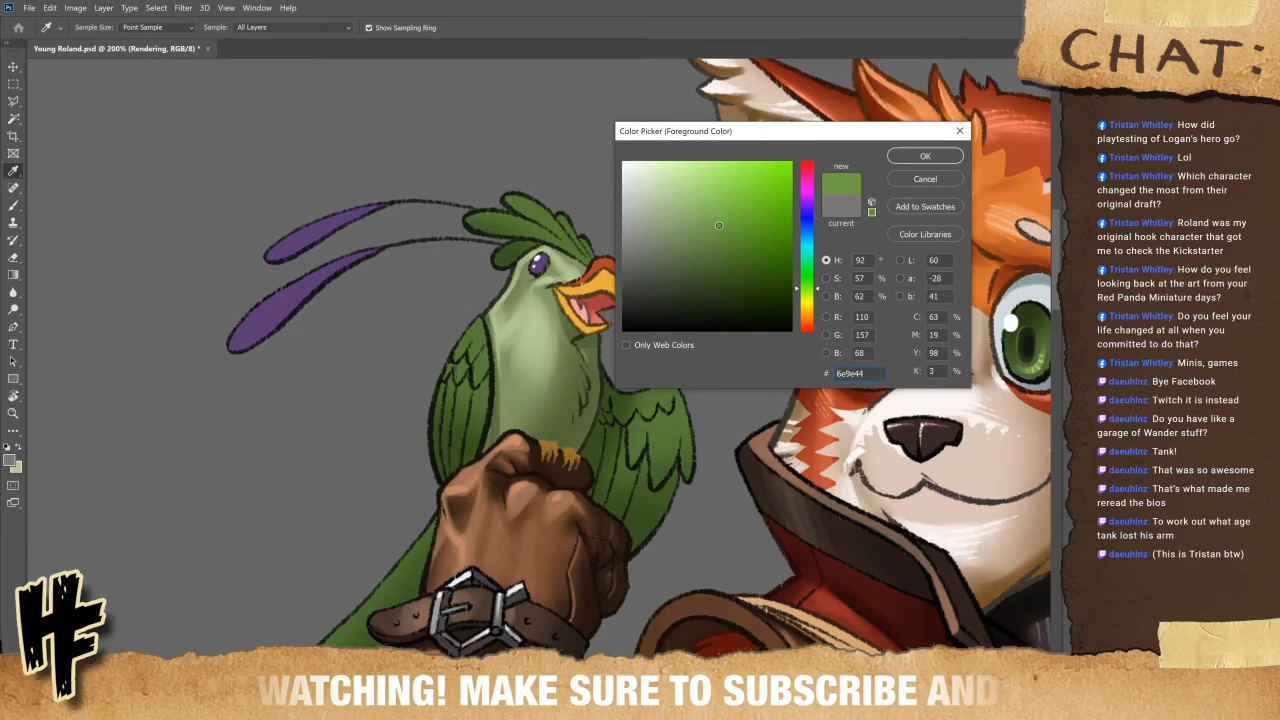 File Edit Image Layer Type Select Filter 3D View Window Help
Sample Size: Point Sample Sample: All Layers Show Sampling Ring
Young Roland.psd @ 200% (Rendering, RGB/8) *
CHAT:
Color Picker (Foreground Color)
new
current
OK
Cancel
Add to Swatches
Color Libraries
H: 92 ° L: 60
S: 57 % a: -28
B: 62 % b: 41
R: 110 C: 63 %
G: 157 M: 19 %
B: 68 Y: 98 %
# 6e9e44 K: 3 %
Only Web Colors
Tristan Whitley: How did
playtesting of Logan's hero go?
Tristan Whitley: Lol
Tristan Whitley: Which character
changed the most from their
original draft?
Tristan Whitley: Roland was my
original hook character that got
me to check the Kickstarter
Tristan Whitley: How do you feel
looking back at the art from your
Red Panda Miniature days?
Tristan Whitley: Do you feel your
life changed at all when you
committed to do that?
Tristan Whitley: Minis, games
daeuhlnz: Bye Facebook
daeuhlnz: Twitch it is instead
daeuhlnz: Do you have like a
garage of Wander stuff?
daeuhlnz: Tank!
daeuhlnz: That was so awesome
daeuhlnz: That's what made me
reread the bios
daeuhlnz: To work out what age
tank lost his arm
daeuhlnz: (This is Tristan btw)
HF
WATCHING! MAKE SURE TO SUBSCRIBE AND